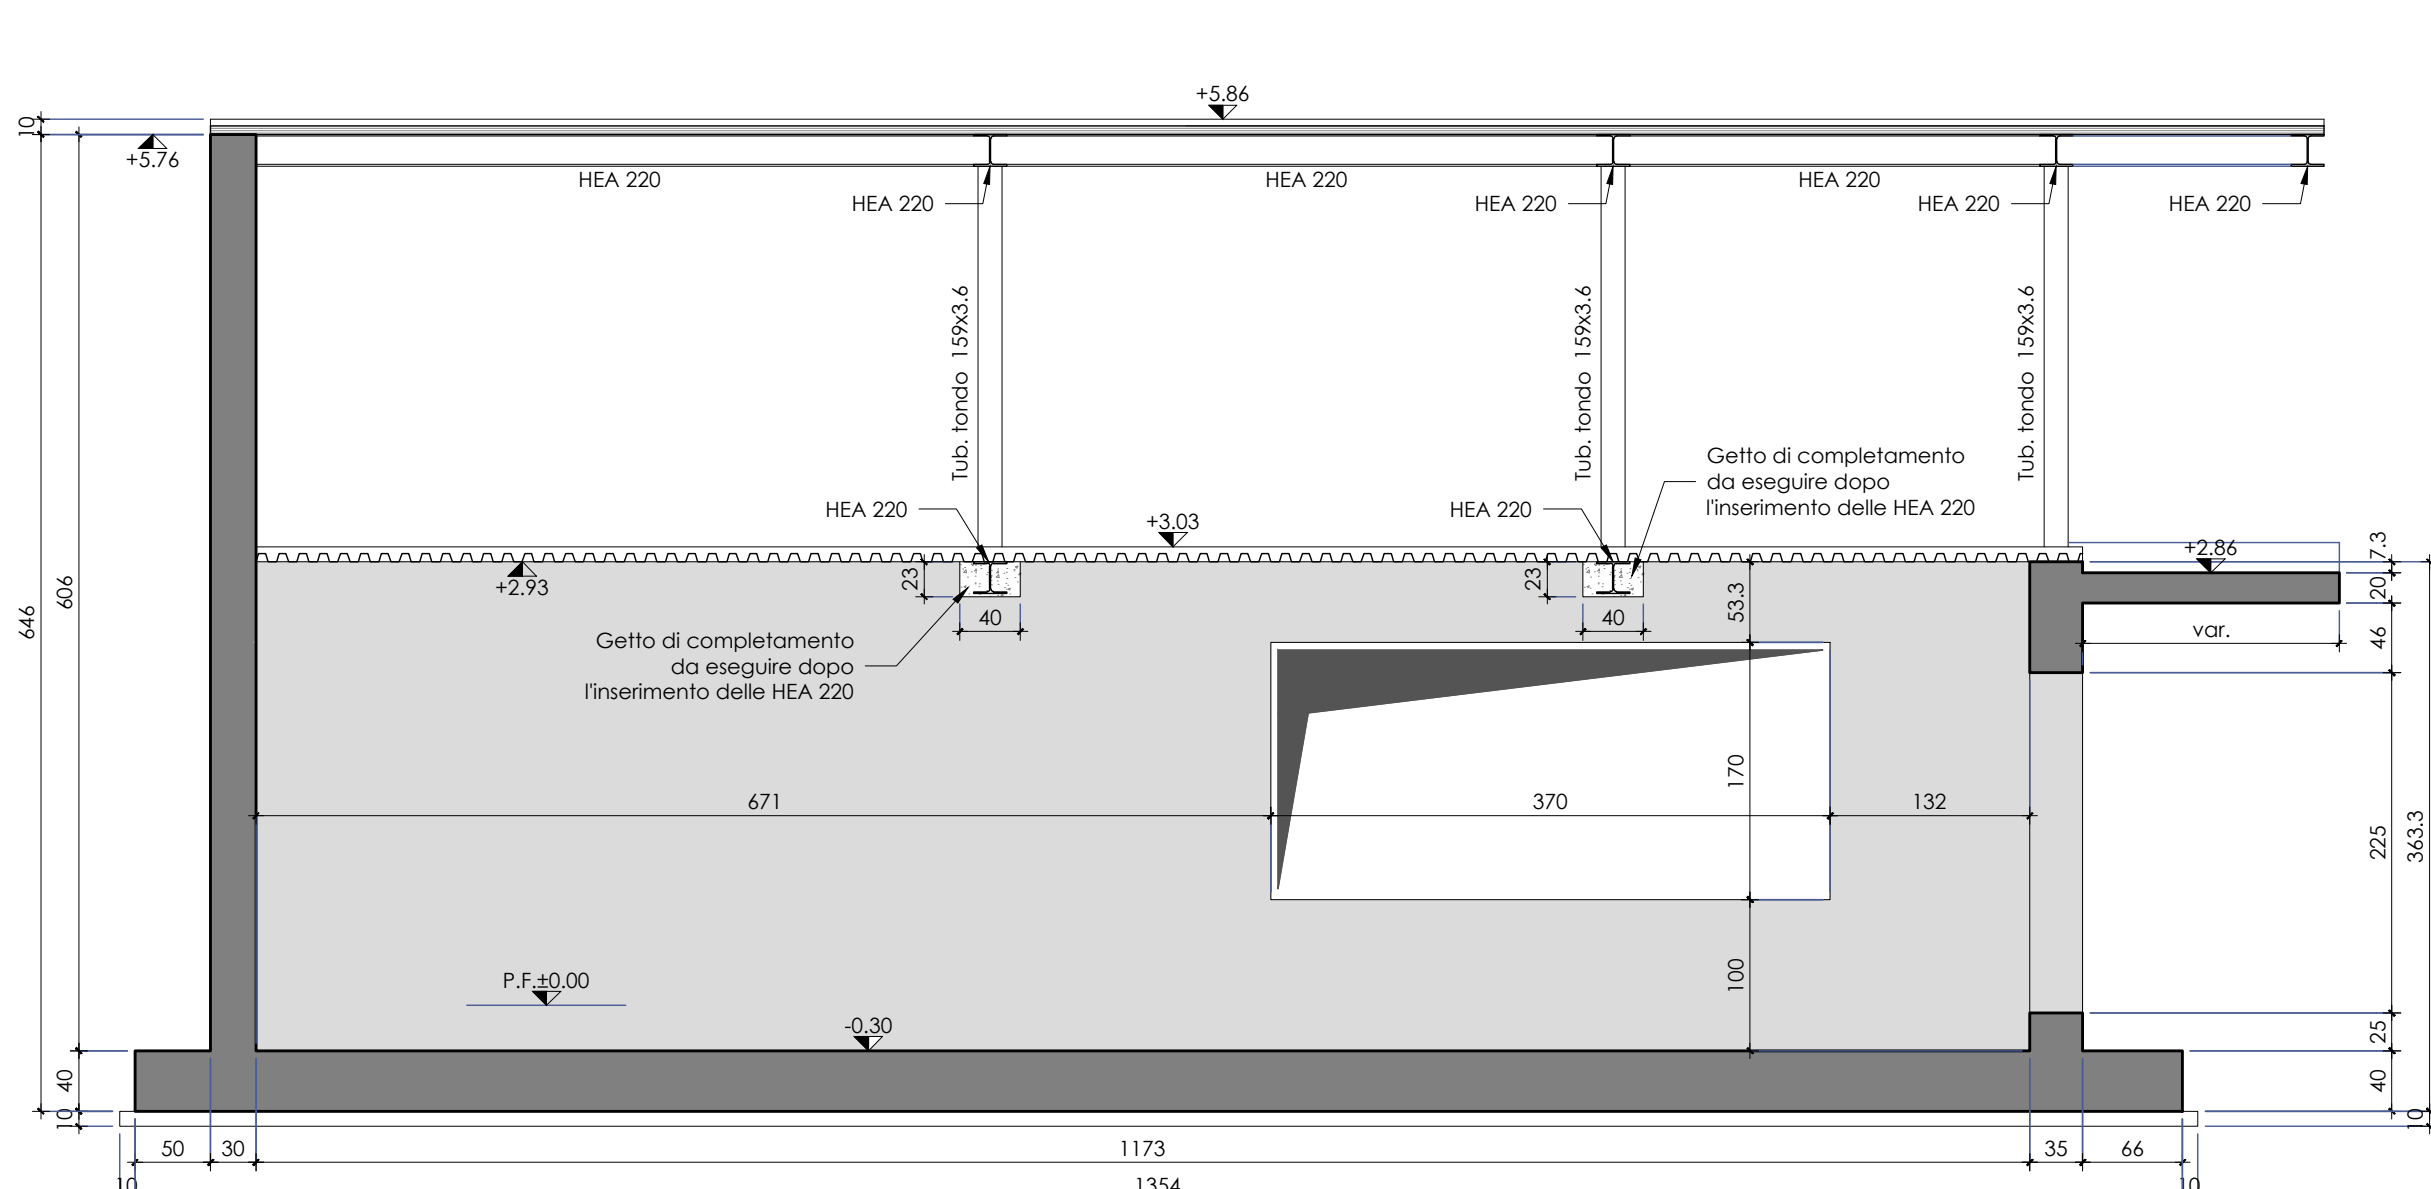 +5.86
10
+5.76
HEA 220
HEA 220
HEA 220
HEA 220
HEA 220
HEA 220
HEA 220
Tub. tondo 159x3.6
Tub. tondo 159x3.6
Tub. tondo 159x3.6
Getto di completamento
da eseguire dopo
l'inserimento delle HEA 220
HEA 220
HEA 220
+3.03
+2.93
+2.86
7.3
23
23
53.3
20
40
40
var.
46
Getto di completamento
da eseguire dopo
l'inserimento delle HEA 220
646
606
170
671
370
132
225
363.3
100
P.F.±0.00
-0.30
25
40
40
10
10
50
30
1173
35
66
10
1354
10